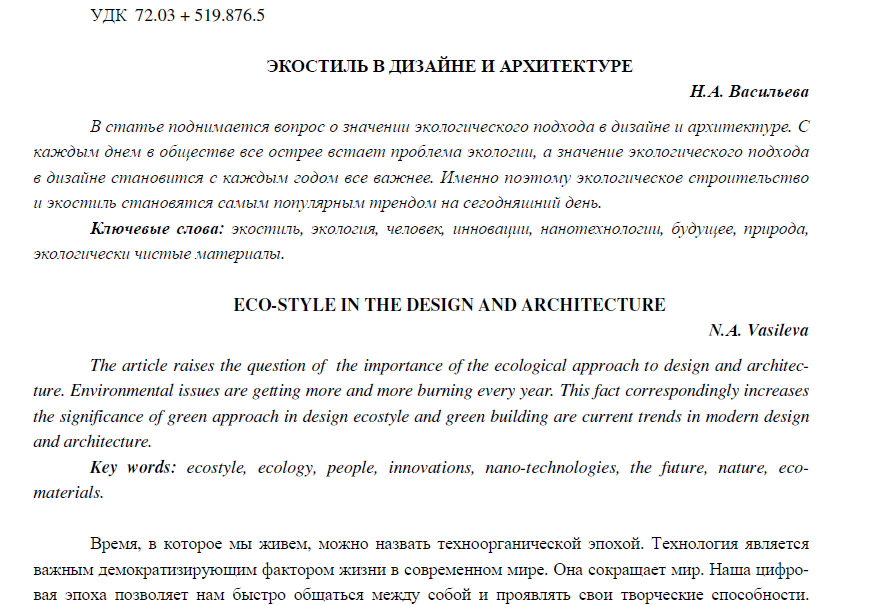 УДК 72.03 + 519.876.5
ЭКОСТИЛЬ В ДИЗАЙНЕ И АРХИТЕКТУРЕ
Н.А. Васильева
В статье поднимается вопрос о значении экологического подхода в дизайне и архитектуре. С
каждым днем в обществе все острее встает проблема экологии, а значение экологического подхода
в дизайне становится с каждым годом все важнее. Именно поэтому экологическое строительство
и экостиль становятся самым популярным трендом на сегодняшний день.
Ключевые слова: экостиль, экология, человек, инновации, нанотехнологии, будущее, природа,
экологически чистые материалы.
ECO-STYLE IN THE DESIGN AND ARCHITECTURE
N.A. Vasileva
The article raises the question of the importance of the ecological approach to design and architec-
ture. Environmental issues are getting more and more burning every year. This fact correspondingly increases
the significance of green approach in design ecostyle and green building are current trends in modern design
and architecture.
Key words: ecostyle, ecology, people, innovations, nano-technologies, the future, nature, eco-
materials.
Время, в которое мы живем, можно назвать техноорганической эпохой. Технология является
важным демократизирующим фактором жизни в современном мире. Она сокращает мир. Наша цифро-
вая эпоха позволяет нам быстро общаться между собой и проявлять свои творческие способности.